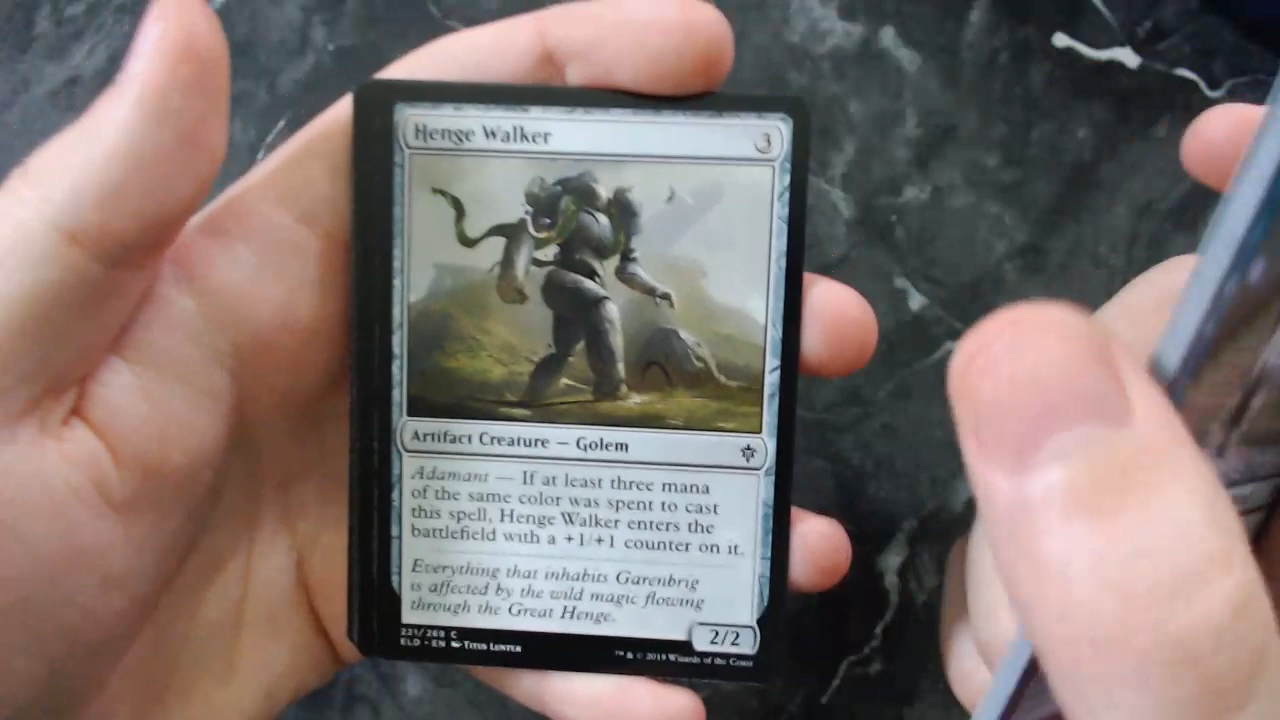 Henge Walker 3
Artifact Creature — Golem
Adamant — If at least three mana
of the same color was spent to cast
this spell, Henge Walker enters the
battlefield with a +1/+1 counter on it.
Everything that inhabits Garenbrig
is affected by the wild magic flowing
through the Great Henge.
2/2
221/269 C
ELD • EN Titus Lunter
™ & © 2019 Wizards of the Coast